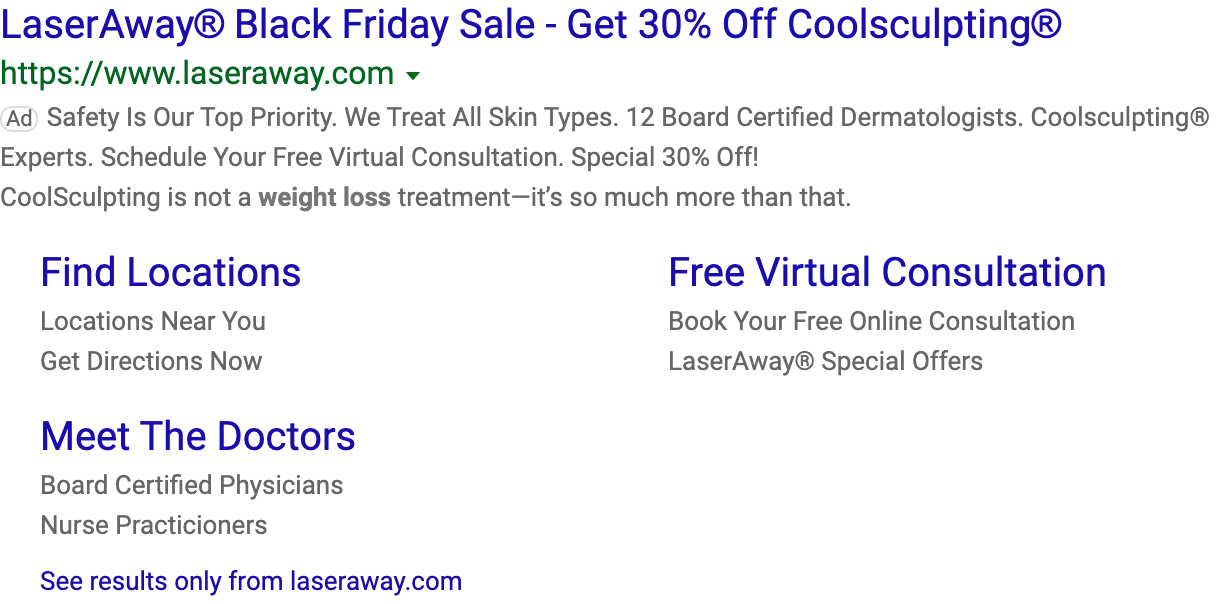 LaserAway® Black Friday Sale - Get 30% Off Coolsculpting®
https://www.laseraway.com
Ad Safety Is Our Top Priority. We Treat All Skin Types. 12 Board Certified Dermatologists. Coolsculpting®
Experts. Schedule Your Free Virtual Consultation. Special 30% Off!
CoolSculpting is not a weight loss treatment—it’s so much more than that.
Find Locations
Locations Near You
Get Directions Now
Free Virtual Consultation
Book Your Free Online Consultation
LaserAway® Special Offers
Meet The Doctors
Board Certified Physicians
Nurse Practicioners
See results only from laseraway.com